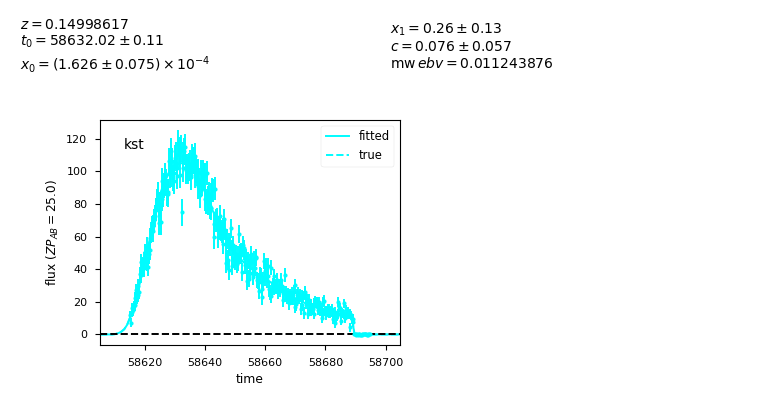 z = 0.14998617
t₀ = 58632.02 ± 0.11
x₀ = (1.626 ± 0.075) × 10⁻⁴
x₁ = 0.26 ± 0.13
c = 0.076 ± 0.057
mw ebv = 0.011243876
kst
fitted
true
flux (ZP_AB = 25.0)
120
100
80
60
40
20
0
58620 58640 58660 58680 58700
time